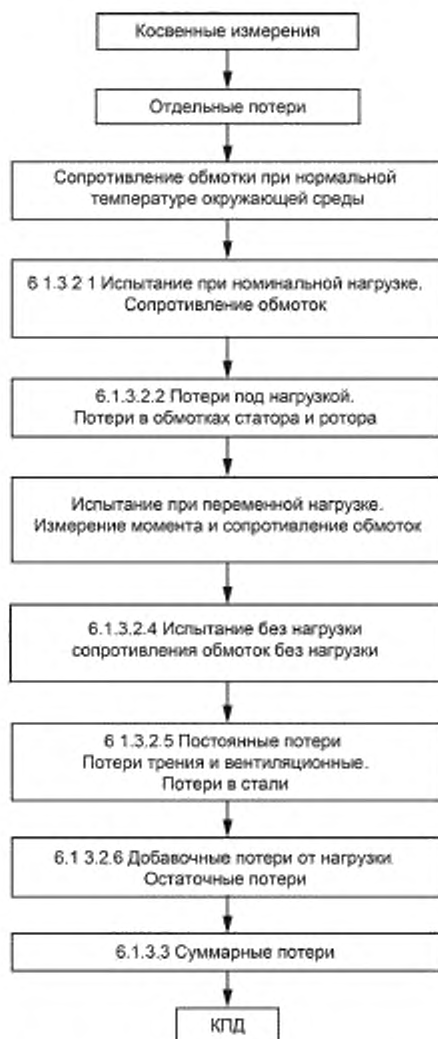 Косвенные измерения
Отдельные потери
Сопротивление обмотки при нормальной
температуре окружающей среды
6 1.3 2 1 Испытание при номинальной нагрузке.
Сопротивление обмоток
6.1.3.2.2 Потери под нагрузкой.
Потери в обмотках статора и ротора
Испытание при переменной нагрузке.
Измерение момента и сопротивление обмоток
6.1.3.2.4 Испытание без нагрузки
сопротивления обмоток без нагрузки
6 1.3.2.5 Постоянные потери
Потери трения и вентиляционные.
Потери в стали
6.1 3.2.6 Добавочные потери от нагрузки
Остаточные потери
6.1.3.3 Суммарные потери
КПД